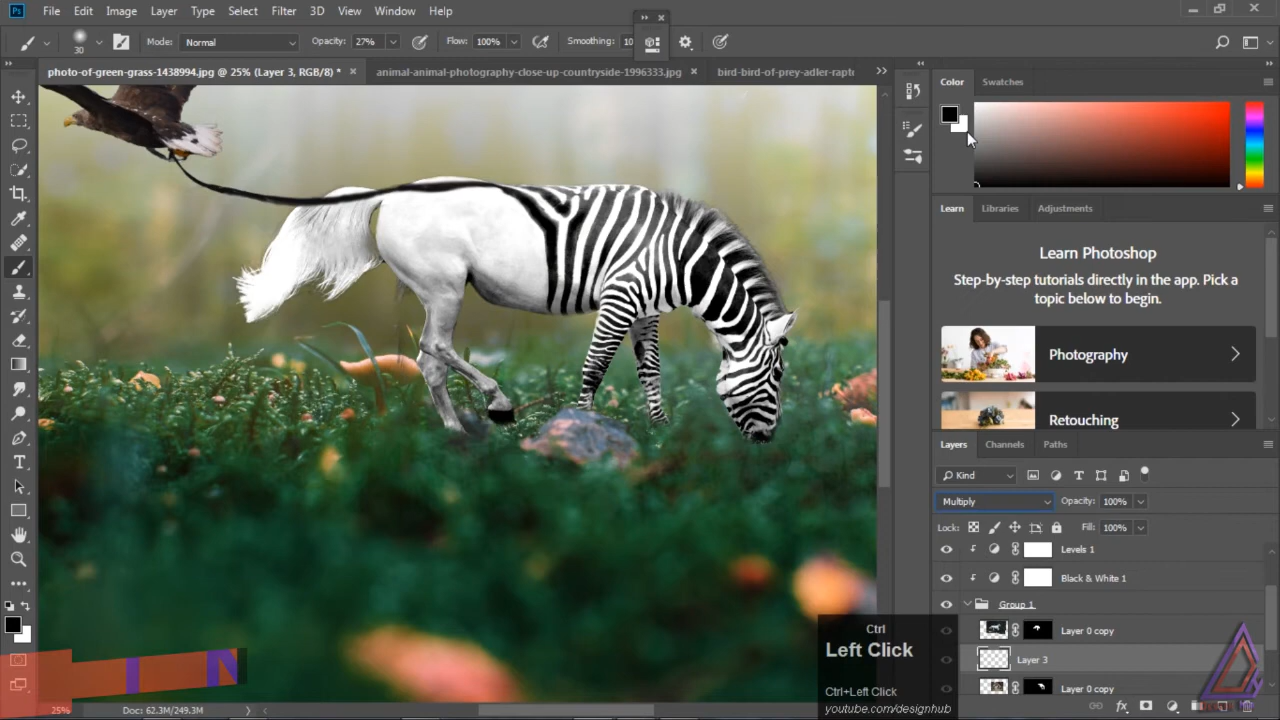 Ps File Edit Image Layer Type Select Filter 3D View Window Help
30 Mode: Normal Opacity: 27% Flow: 100% Smoothing: 10
photo-of-green-grass-1438994.jpg @ 25% (Layer 3, RGB/8) * animal-animal-photography-close-up-countryside-1996333.jpg bird-bird-of-prey-adler-rapto
Color Swatches
Learn Libraries Adjustments
Learn Photoshop
Step-by-step tutorials directly in the app. Pick a
topic below to begin.
Photography
Retouching
Layers Channels Paths
Kind
Multiply Opacity: 100%
Lock: Fill: 100%
Levels 1
Black & White 1
Group 1
Layer 0 copy
Layer 3
Layer 0 copy
Ctrl
Left Click
Ctrl+Left Click
youtube.com/designhub
N
25% Doc: 62.3M/249.3M